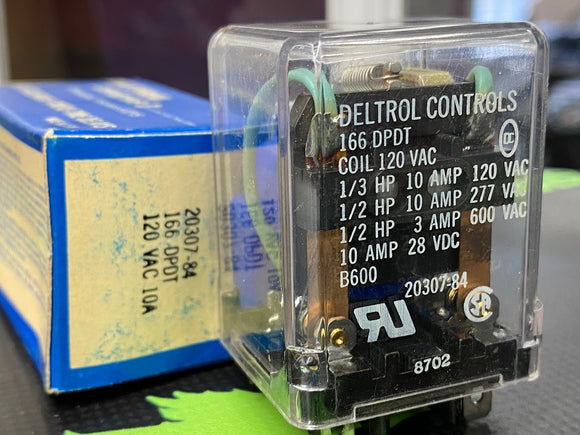 DELTROL CONTROLS
166 DPDT
COIL 120 VAC
1/3 HP 10 AMP 120 VAC
1/2 HP 10 AMP 277 VAC
1/2 HP 3 AMP 600 VAC
10 AMP 28 VDC
B600
20307-84
8702
20307-84
166 DPDT
120 VAC 10A